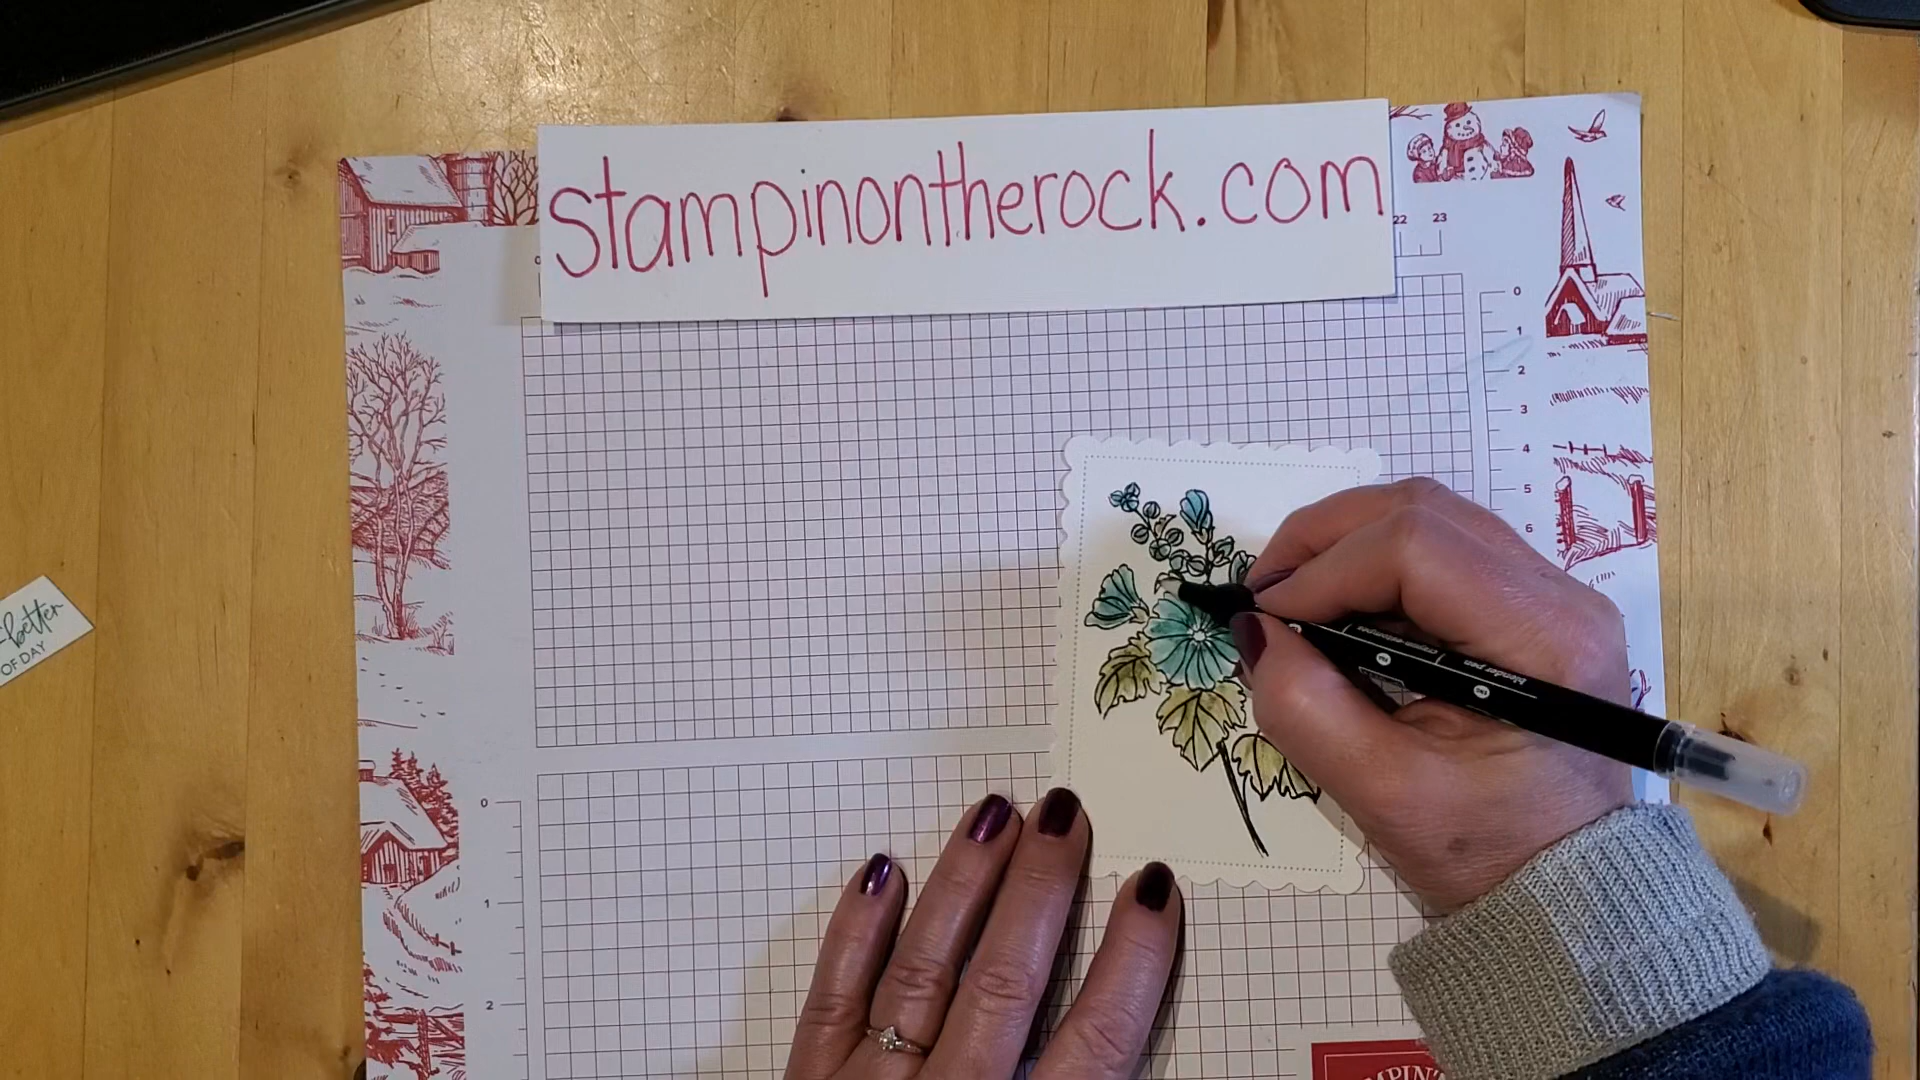 stampinontherock.com
22 23
0
1
2
3
4
5
6
better
OF DAY
blender pen
0
1
2